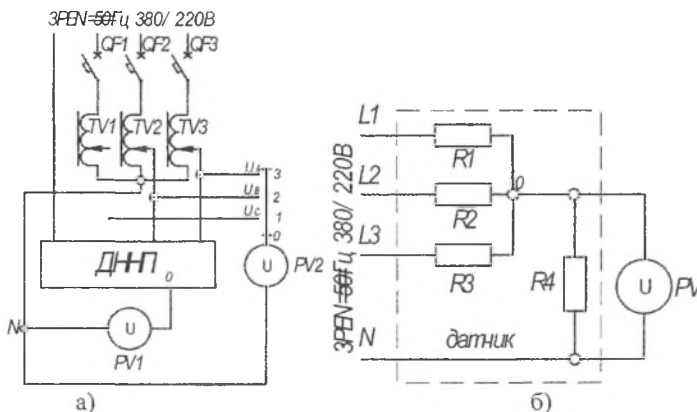 3PEN~50Гц 380/220В
QF1 QF2 QF3
TV1 TV2 TV3
UA 3
UB 2
UC 1
0
ДННП
0
U PV2
N
U
PV1
а)
3PEN~50Гц 380/220В
L1
R1
L2
0
R2
L3
R3
R4
U PV
N
датчик
б)